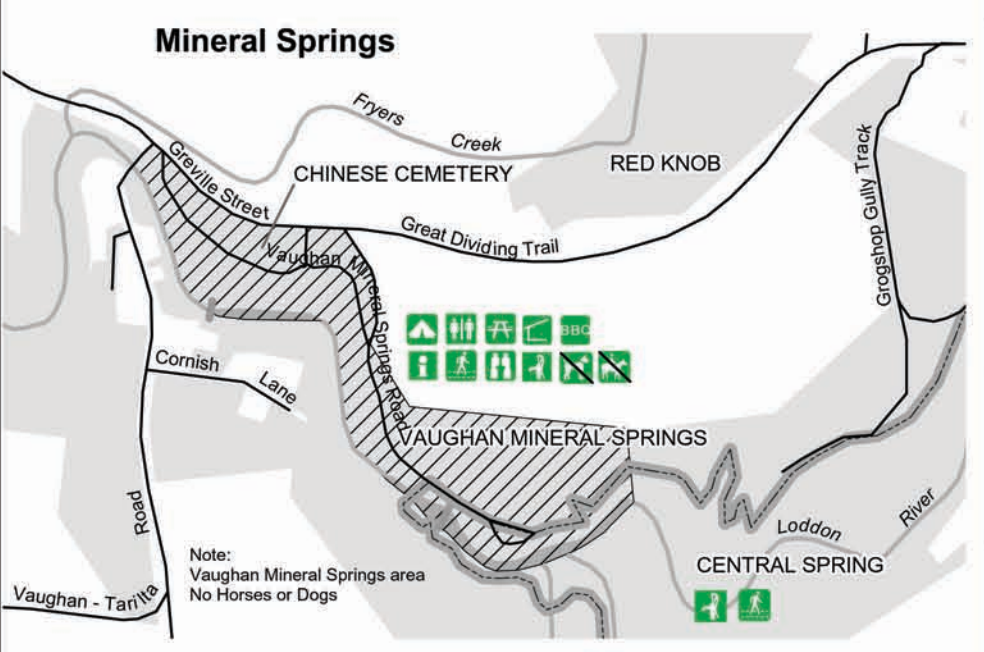 Mineral Springs
Fryers
Creek
Greville Street
CHINESE CEMETERY
RED KNOB
Grogshop Gully Track
Great Dividing Trail
Vaughan Mineral Springs Road
BBQ
Cornish
Lane
VAUGHAN MINERAL SPRINGS
Road
Loddon
River
Note:
Vaughan Mineral Springs area
No Horses or Dogs
CENTRAL SPRING
Vaughan - Tarilta